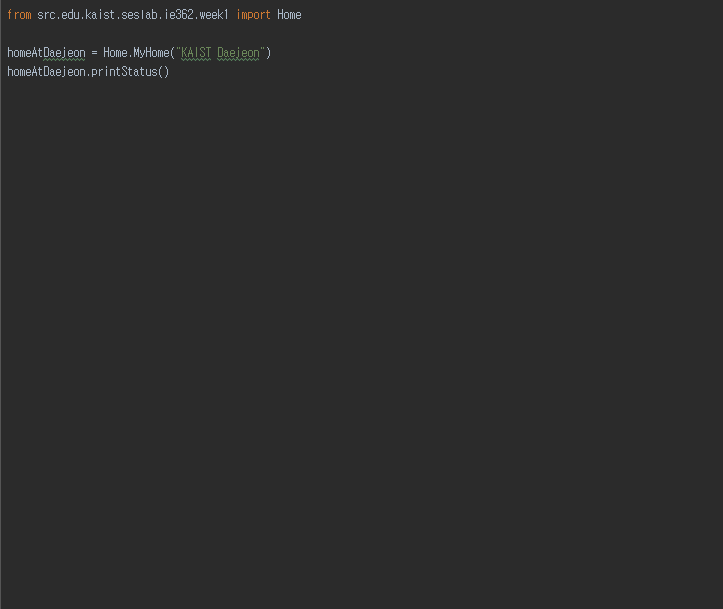 from src.edu.kaist.seslab.ie362.week1 import Home
homeAtDaejeon = Home.MyHome("KAIST Daejeon")
homeAtDaejeon.printStatus()